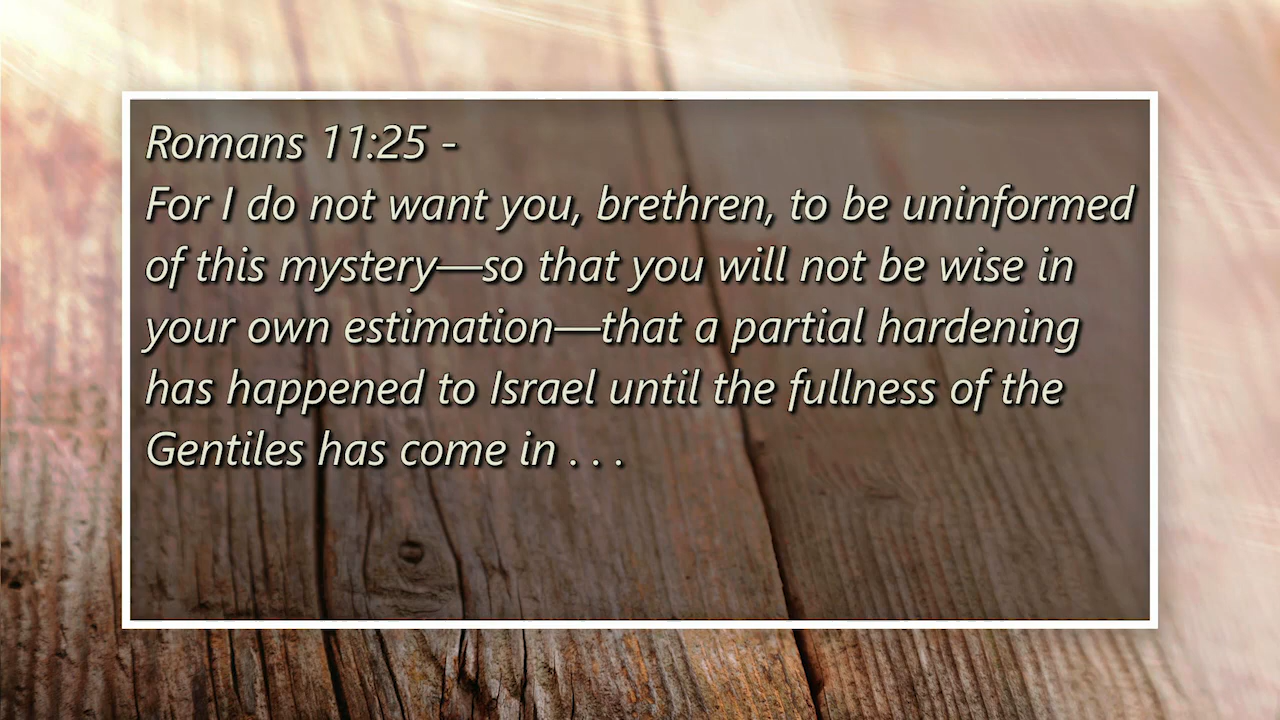 Romans 11:25 -
For I do not want you, brethren, to be uninformed
of this mystery—so that you will not be wise in
your own estimation—that a partial hardening
has happened to Israel until the fullness of the
Gentiles has come in . . .